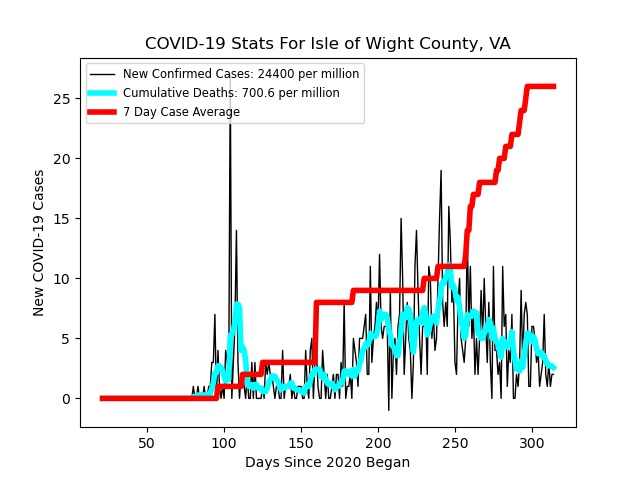 COVID-19 Stats For Isle of Wight County, VA
New Confirmed Cases: 24400 per million
Cumulative Deaths: 700.6 per million
7 Day Case Average
New COVID-19 Cases
25
20
15
10
5
0
50 100 150 200 250 300
Days Since 2020 Began